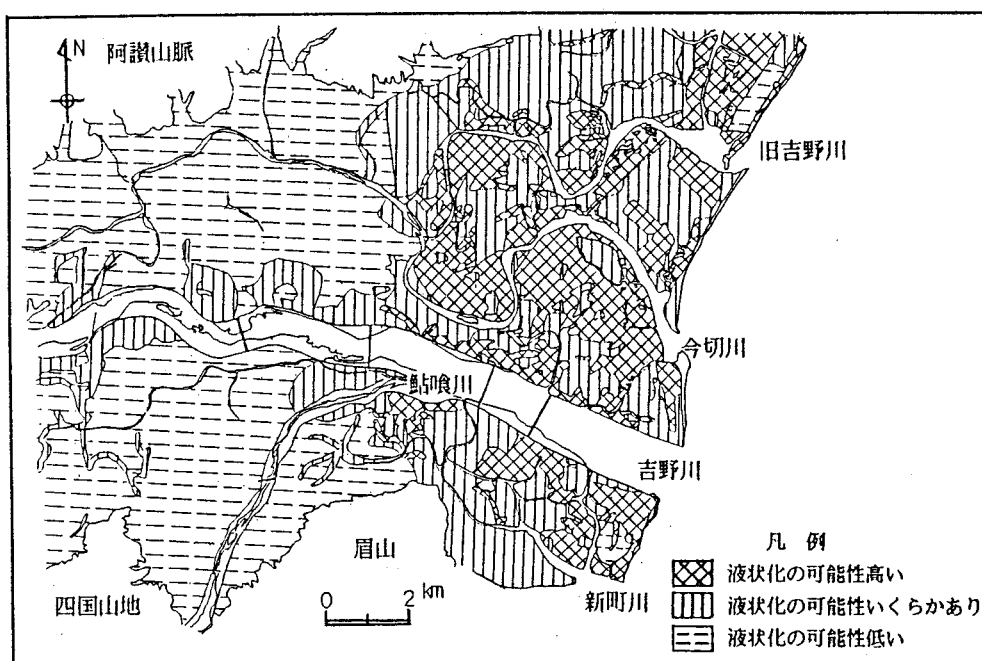 N
阿讃山脈
旧吉野川
今切川
鮎喰川
吉野川
眉山
四国山地
0 2 km
新町川
凡例
液状化の可能性高い
液状化の可能性いくらかあり
液状化の可能性低い